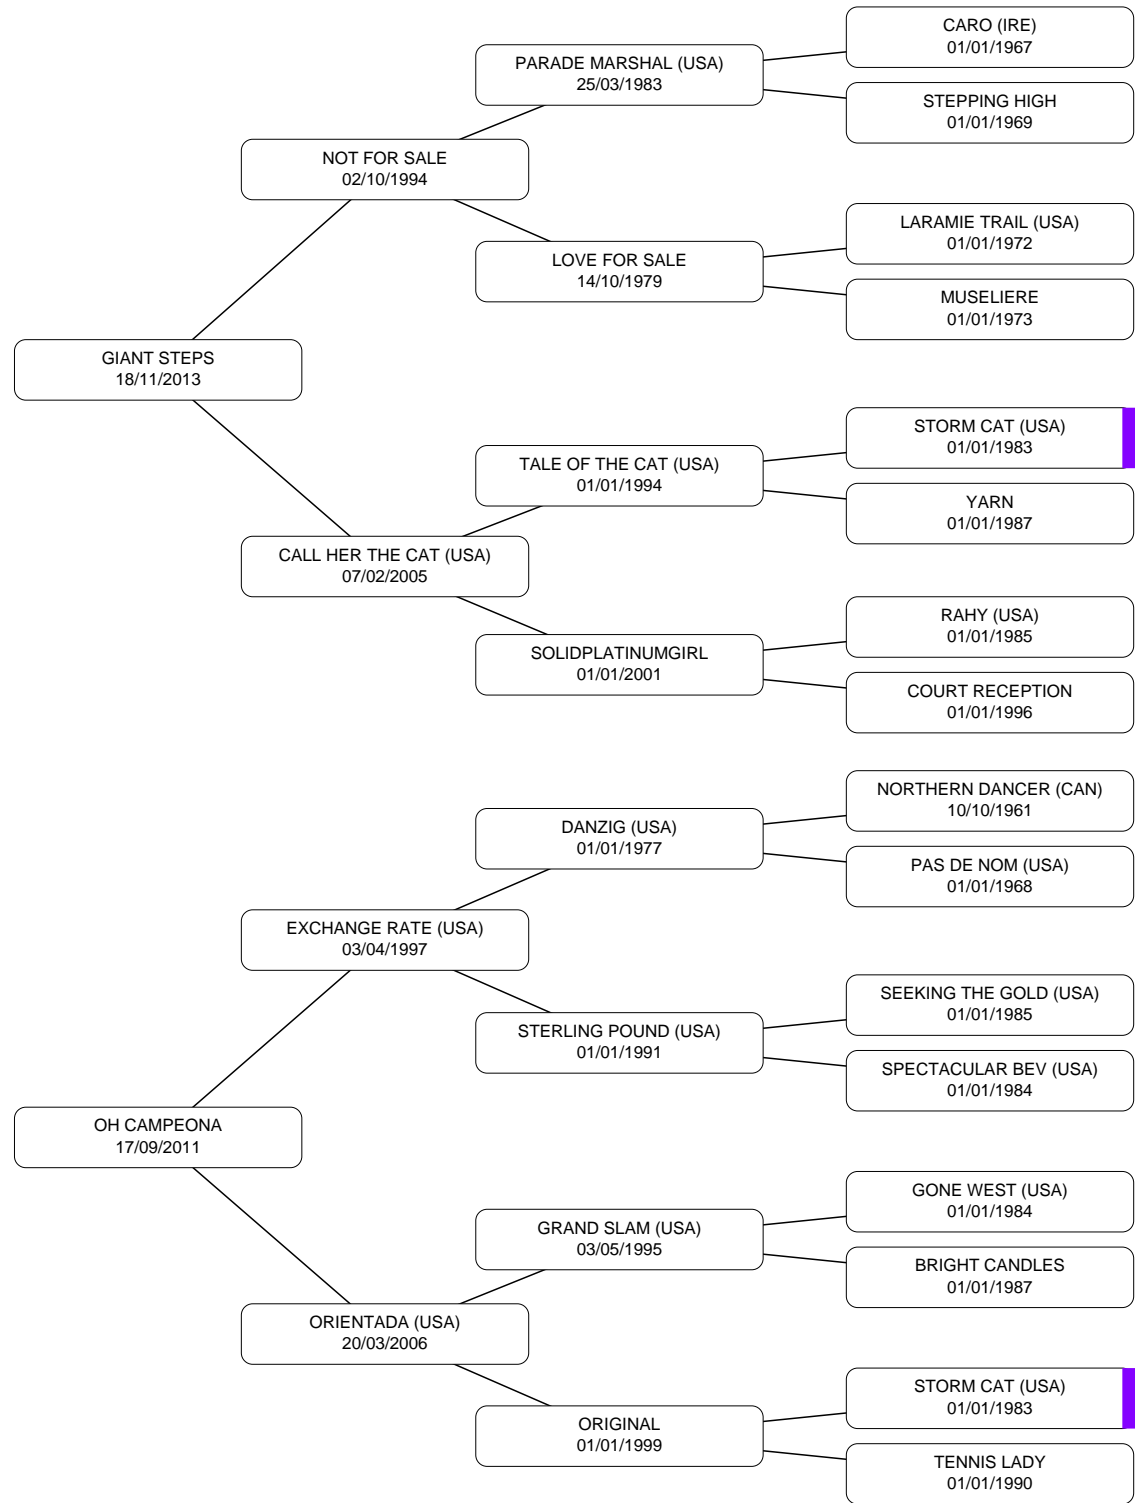 CARO (IRE)
01/01/1967
PARADE MARSHAL (USA)
25/03/1983
STEPPING HIGH
01/01/1969
NOT FOR SALE
02/10/1994
LARAMIE TRAIL (USA)
01/01/1972
LOVE FOR SALE
14/10/1979
MUSELIERE
01/01/1973
GIANT STEPS
18/11/2013
STORM CAT (USA)
01/01/1983
TALE OF THE CAT (USA)
01/01/1994
YARN
01/01/1987
CALL HER THE CAT (USA)
07/02/2005
RAHY (USA)
01/01/1985
SOLIDPLATINUMGIRL
01/01/2001
COURT RECEPTION
01/01/1996
NORTHERN DANCER (CAN)
10/10/1961
DANZIG (USA)
01/01/1977
PAS DE NOM (USA)
01/01/1968
EXCHANGE RATE (USA)
03/04/1997
SEEKING THE GOLD (USA)
01/01/1985
STERLING POUND (USA)
01/01/1991
SPECTACULAR BEV (USA)
01/01/1984
OH CAMPEONA
17/09/2011
GONE WEST (USA)
01/01/1984
GRAND SLAM (USA)
03/05/1995
BRIGHT CANDLES
01/01/1987
ORIENTADA (USA)
20/03/2006
STORM CAT (USA)
01/01/1983
ORIGINAL
01/01/1999
TENNIS LADY
01/01/1990